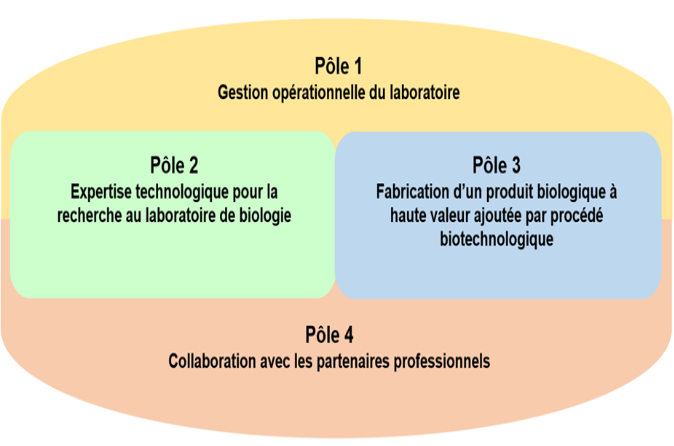 Pôle 1
Gestion opérationnelle du laboratoire
Pôle 2
Expertise technologique pour la
recherche au laboratoire de biologie
Pôle 3
Fabrication d'un produit biologique à
haute valeur ajoutée par procédé
biotechnologique
Pôle 4
Collaboration avec les partenaires professionnels